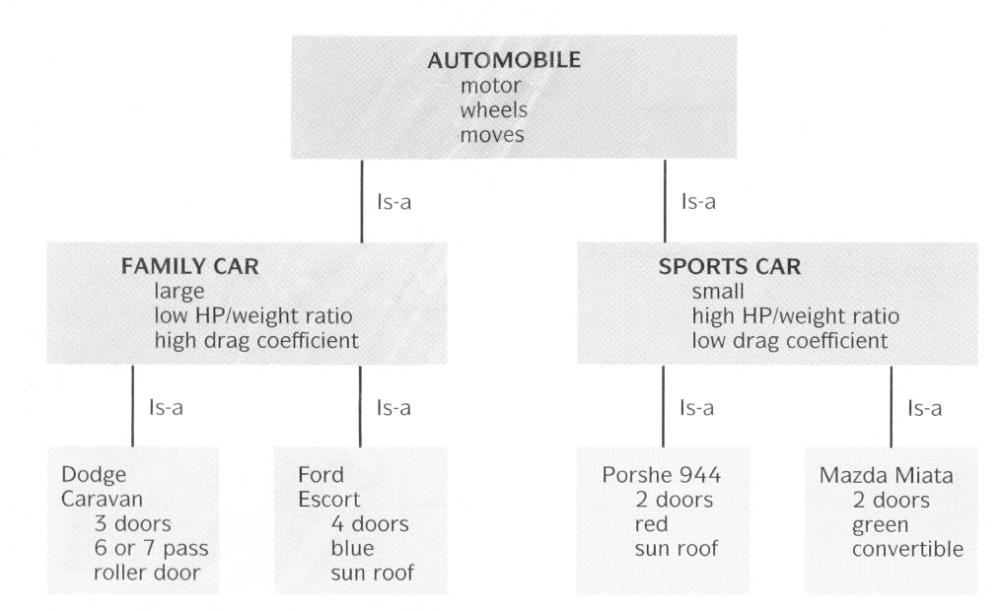 AUTOMOBILE
motor
wheels
moves
Is-a
Is-a
FAMILY CAR
large
low HP/weight ratio
high drag coefficient
SPORTS CAR
small
high HP/weight ratio
low drag coefficient
Is-a
Is-a
Is-a
Is-a
Dodge
Caravan
3 doors
6 or 7 pass
roller door
Ford
Escort
4 doors
blue
sun roof
Porshe 944
2 doors
red
sun roof
Mazda Miata
2 doors
green
convertible